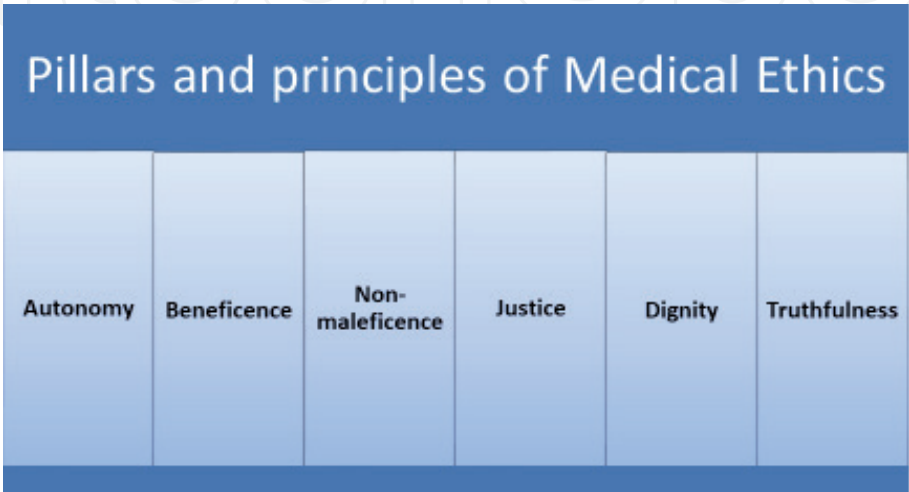 Pillars and principles of Medical Ethics
Autonomy
Beneficence
Non-
maleficence
Justice
Dignity
Truthfulness